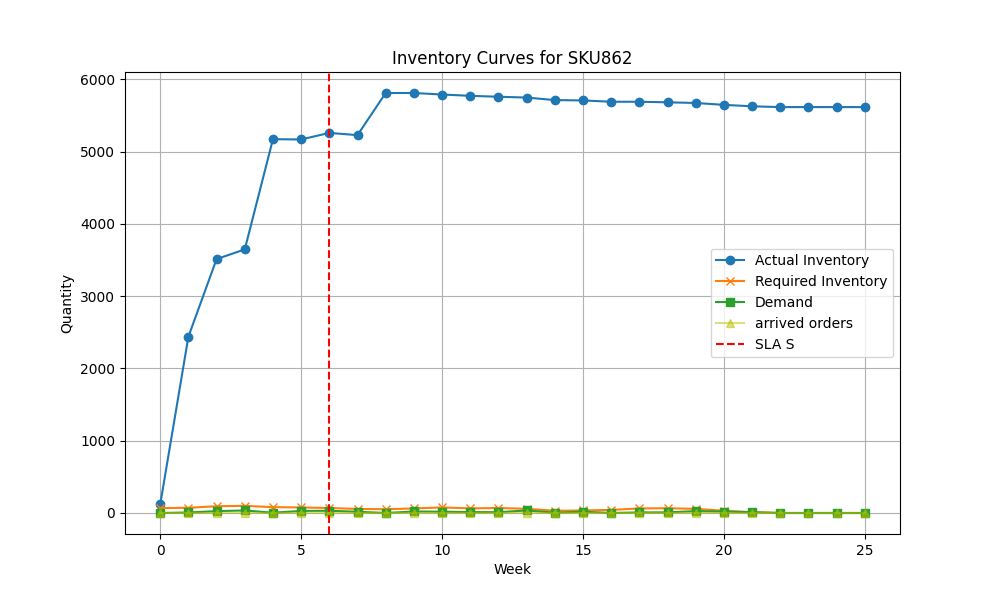 Inventory Curves for SKU862
Quantity
6000
5000
4000
3000
2000
1000
0
Actual Inventory
Required Inventory
Demand
arrived orders
SLA S
0 5 10 15 20 25
Week